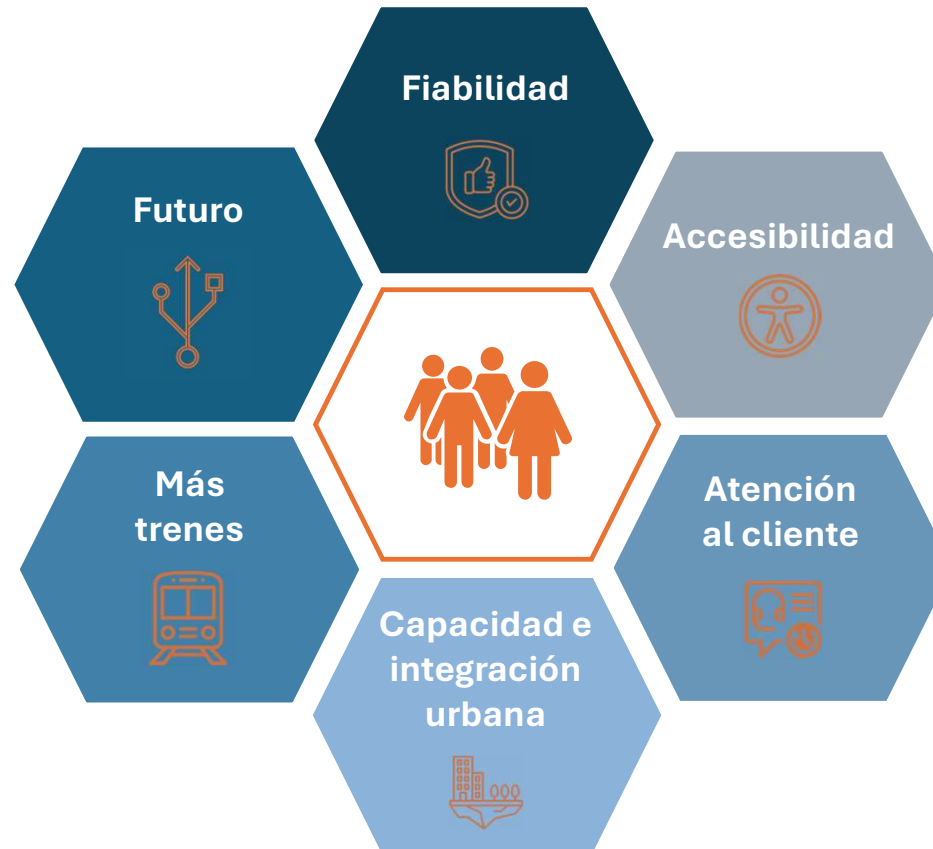 Fiabilidad
Futuro
Accesibilidad
Más
trenes
Atención
al cliente
Capacidad e
integración
urbana